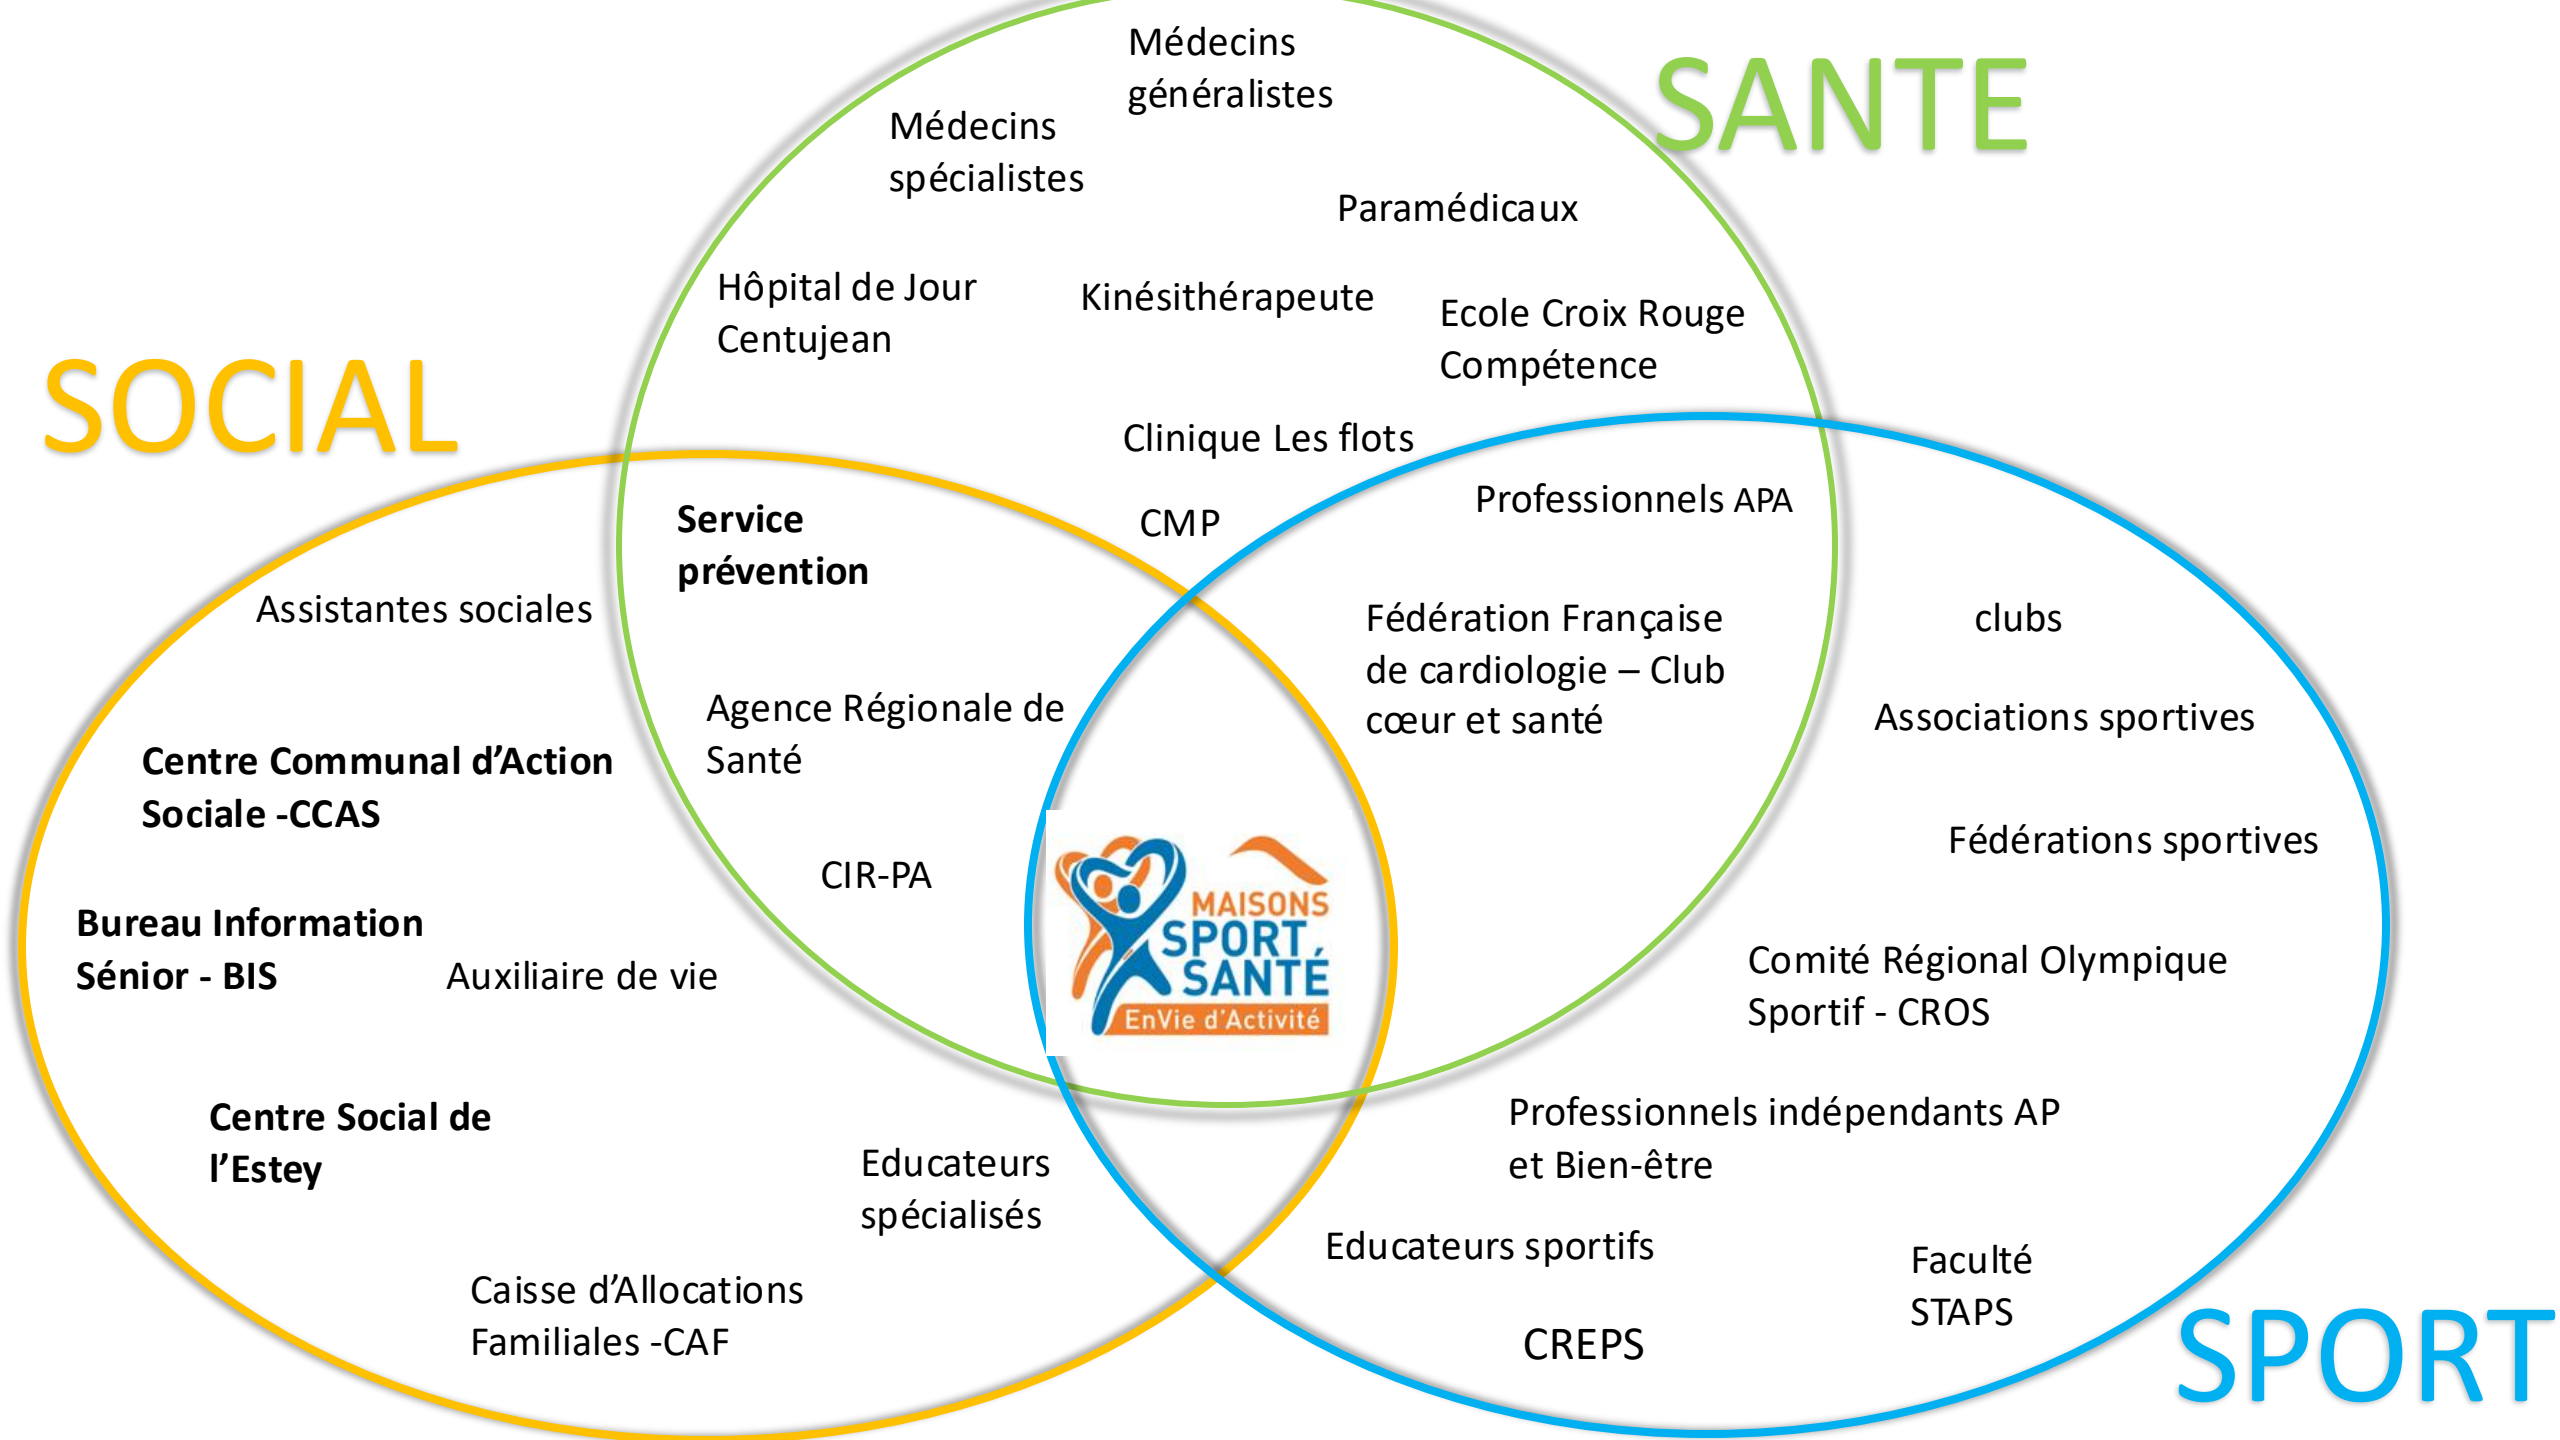 Médecins
généralistes
SANTE
Médecins
spécialistes
Paramédicaux
Hôpital de Jour
Centujean
Kinésithérapeute
Ecole Croix Rouge
Compétence
SOCIAL
Clinique Les flots
Service
prévention
CMP
Professionnels APA
Assistantes sociales
Fédération Française
de cardiologie – Club
cœur et santé
clubs
Agence Régionale de
Santé
Associations sportives
Centre Communal d’Action
Sociale -CCAS
Fédérations sportives
CIR-PA
MAISONS
SPORT
SANTÉ
EnVie d'Activité
Bureau Information
Sénior - BIS
Auxiliaire de vie
Comité Régional Olympique
Sportif - CROS
Centre Social de
l’Estey
Professionnels indépendants AP
et Bien-être
Educateurs
spécialisés
Educateurs sportifs
Faculté
STAPS
Caisse d’Allocations
Familiales -CAF
CREPS
SPORT